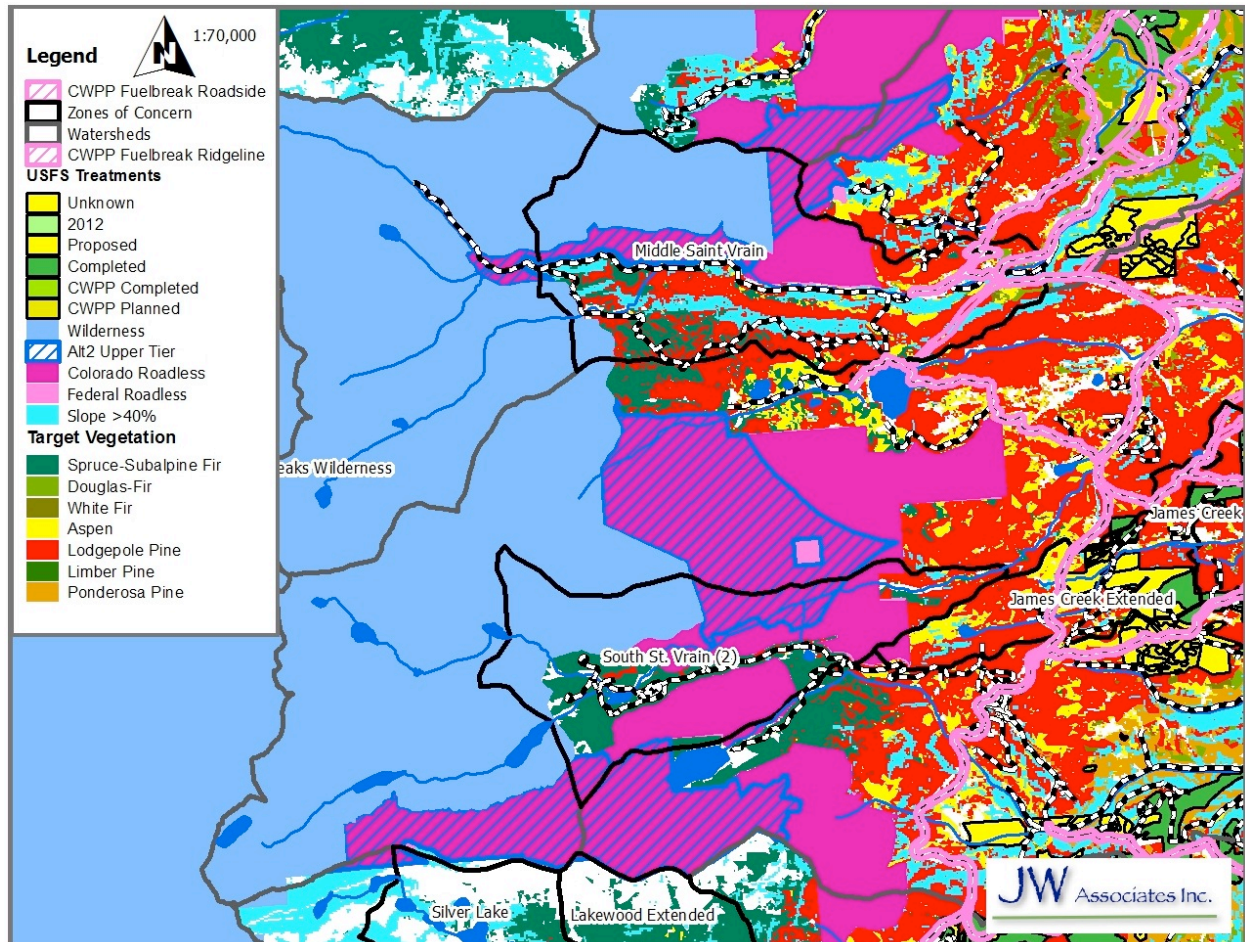 1:70,000
Legend
N
CWPP Fuelbreak Roadside
Zones of Concern
Watersheds
CWPP Fuelbreak Ridgeline
USFS Treatments
Unknown
2012
Proposed
Completed
CWPP Completed
CWPP Planned
Wilderness
Alt2 Upper Tier
Colorado Roadless
Federal Roadless
Slope >40%
Target Vegetation
Spruce-Subalpine Fir
Douglas-Fir
White Fir
Aspen
Lodgepole Pine
Limber Pine
Ponderosa Pine
Middle Saint Vrain
eaks Wilderness
James Creek
James Creek Extended
South St. Vrain (2)
Silver Lake
Lakewood Extended
JW Associates Inc.